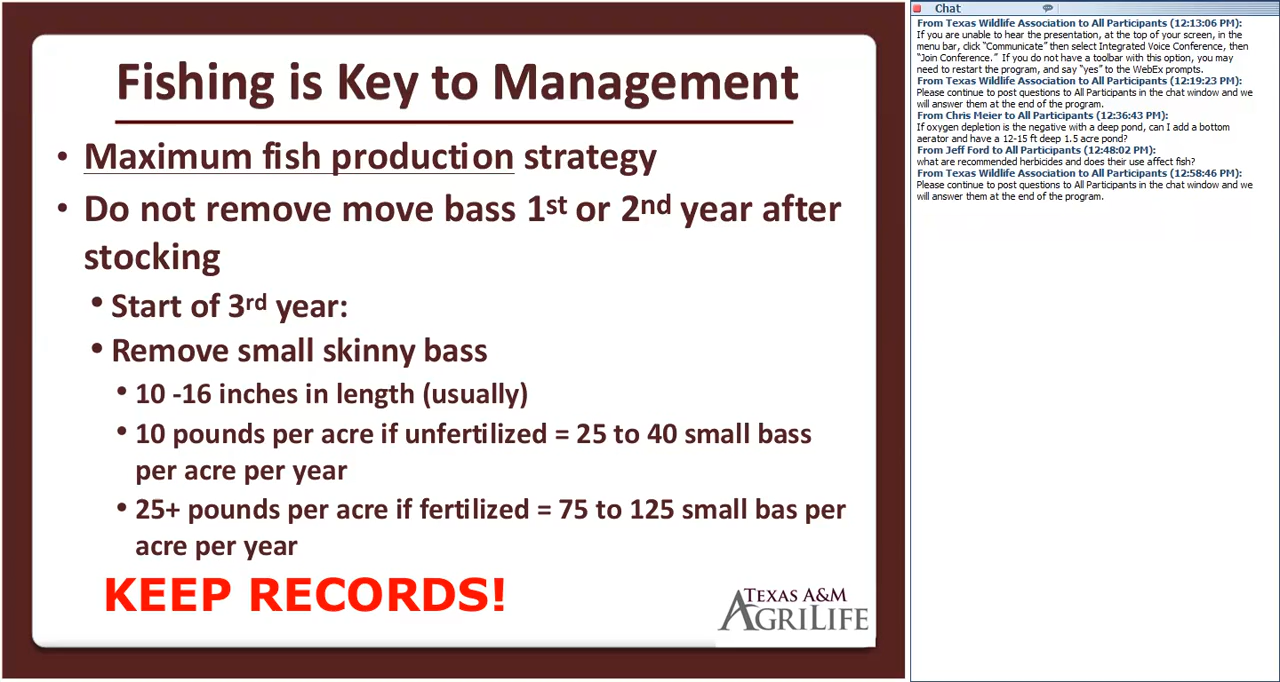 Fishing is Key to Management
• Maximum fish production strategy
• Do not remove move bass 1st or 2nd year after
stocking
• Start of 3rd year:
• Remove small skinny bass
• 10 -16 inches in length (usually)
• 10 pounds per acre if unfertilized = 25 to 40 small bass
per acre per year
• 25+ pounds per acre if fertilized = 75 to 125 small bas per
acre per year
KEEP RECORDS!
TEXAS A&M
AGRILIFE
Chat
From Texas Wildlife Association to All Participants (12:13:06 PM):
If you are unable to hear the presentation, at the top of your screen, in the
menu bar, click "Communicate" then select Integrated Voice Conference, then
"Join Conference." If you do not have a toolbar with this option, you may
need to restart the program, and say "yes" to the WebEx prompts.
From Texas Wildlife Association to All Participants (12:19:23 PM):
Please continue to post questions to All Participants in the chat window and we
will answer them at the end of the program.
From Chris Meier to All Participants (12:36:43 PM):
If oxygen depletion is the negative with a deep pond, can I add a bottom
aerator and have a 12-15 ft deep 1.5 acre pond?
From Jeff Ford to All Participants (12:48:02 PM):
what are recommended herbicides and does their use affect fish?
From Texas Wildlife Association to All Participants (12:58:46 PM):
Please continue to post questions to All Participants in the chat window and we
will answer them at the end of the program.